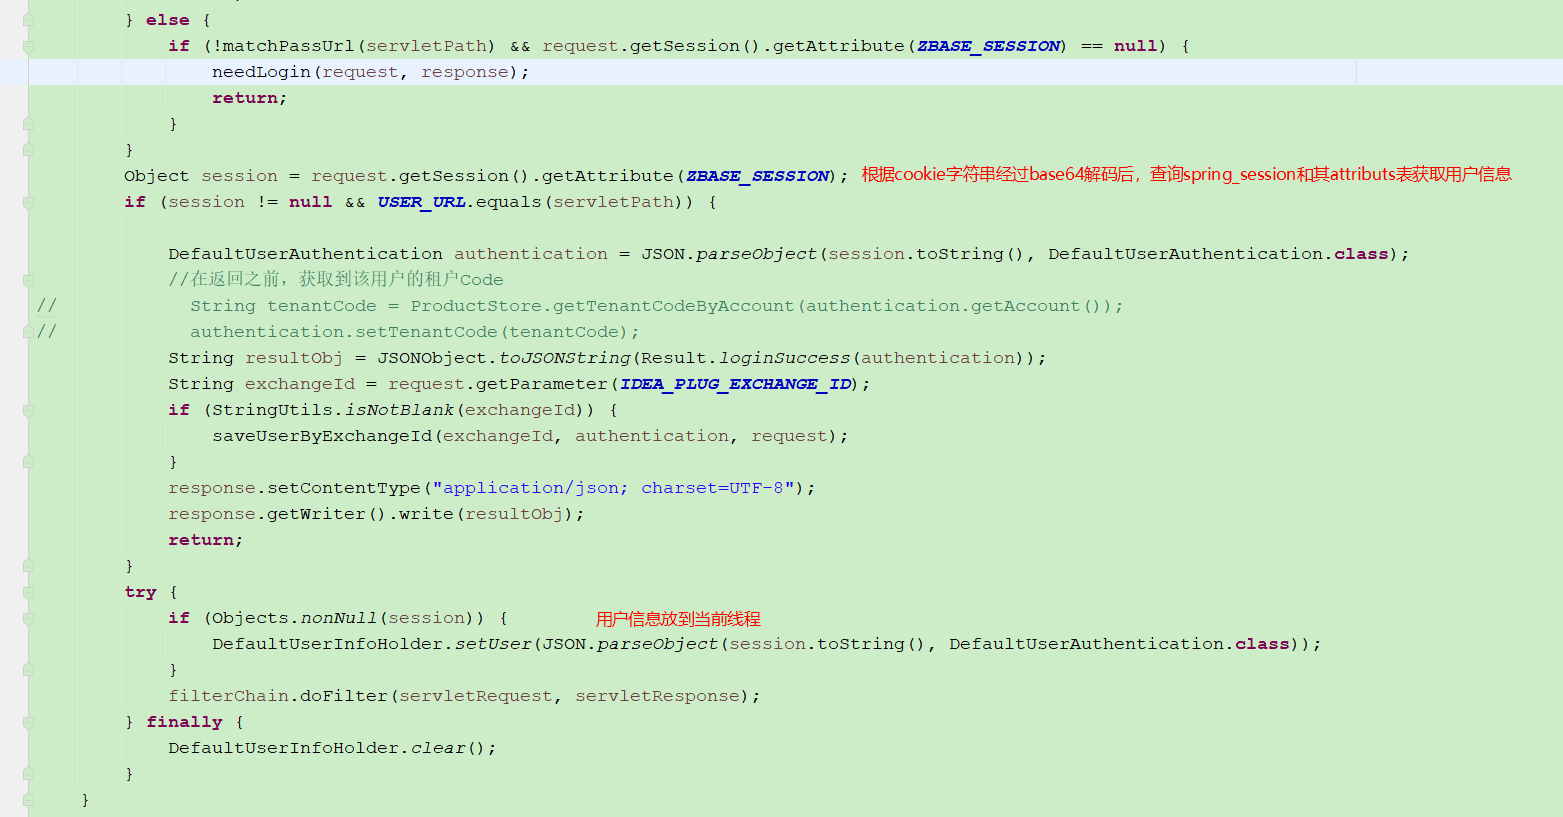 } else {
if (!matchPassUrl(servletPath) && request.getSession().getAttribute(ZBASE_SESSION) == null) {
needLogin(request, response);
return;
}
}
Object session = request.getSession().getAttribute(ZBASE_SESSION); 根据cookie字符串经过base64解码后，查询spring_session和其attributs表获取用户信息
if (session != null && USER_URL.equals(servletPath)) {
DefaultUserAuthentication authentication = JSON.parseObject(session.toString(), DefaultUserAuthentication.class);
//在返回之前，获取到该用户的租户Code
// String tenantCode = ProductStore.getTenantCodeByAccount(authentication.getAccount());
// authentication.setTenantCode(tenantCode);
String resultObj = JSONObject.toJSONString(Result.loginSuccess(authentication));
String exchangeId = request.getParameter(IDEA_PLUG_EXCHANGE_ID);
if (StringUtils.isNotBlank(exchangeId)) {
saveUserByExchangeId(exchangeId, authentication, request);
}
response.setContentType("application/json; charset=UTF-8");
response.getWriter().write(resultObj);
return;
}
try {
if (Objects.nonNull(session)) { 用户信息放到当前线程
DefaultUserInfoHolder.setUser(JSON.parseObject(session.toString(), DefaultUserAuthentication.class));
}
filterChain.doFilter(servletRequest, servletResponse);
} finally {
DefaultUserInfoHolder.clear();
}
}